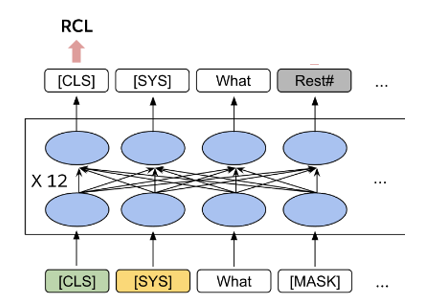 RCL
[CLS] [SYS] What Rest# ...
X 12 ...
[CLS] [SYS] What [MASK] ...